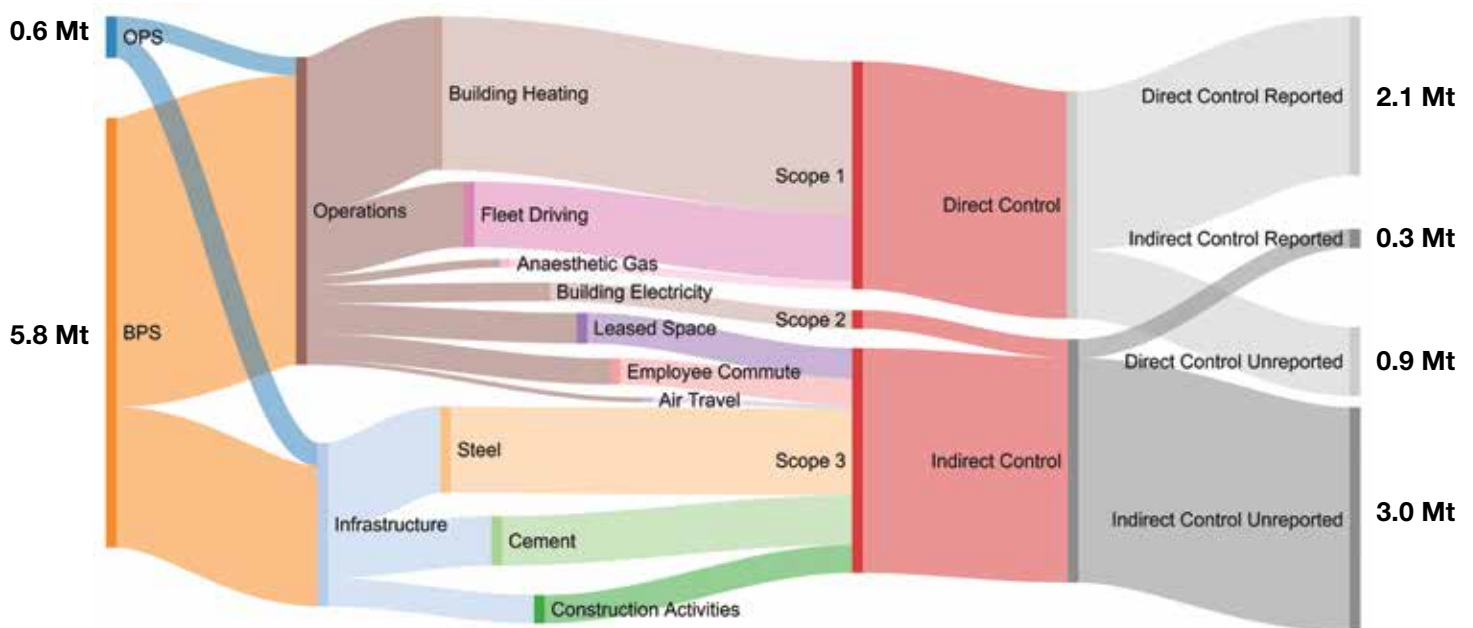 0.6 Mt
OPS
5.8 Mt
BPS
Operations
Infrastructure
Building Heating
Fleet Driving
Anaesthetic Gas
Building Electricity
Leased Space
Employee Commute
Air Travel
Steel
Cement
Construction Activities
Scope 1
Scope 2
Scope 3
Direct Control
Indirect Control
Direct Control Reported
2.1 Mt
Indirect Control Reported
0.3 Mt
Direct Control Unreported
0.9 Mt
Indirect Control Unreported
3.0 Mt